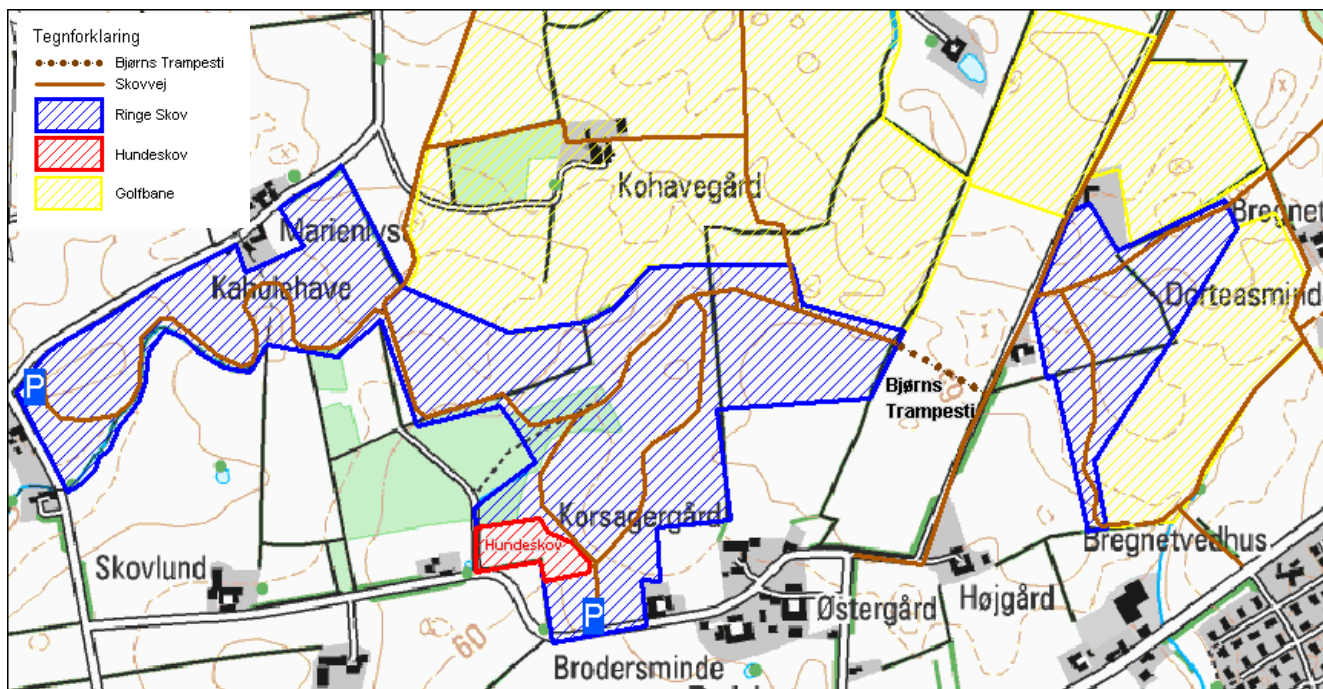 Tegnforklaring
Bjørns Trampesti
Skovvej
Ringe Skov
Hundeskov
Golfbane
Kohavegård
Marienlyst
Bregnet
Kaholehave
Dorteasminde
P
Bjørns
Trampesti
Korsagergård
Hundeskov
Bregnetvedhus
Skovlund
Østergård
Højgård
P
60
Brodersminde